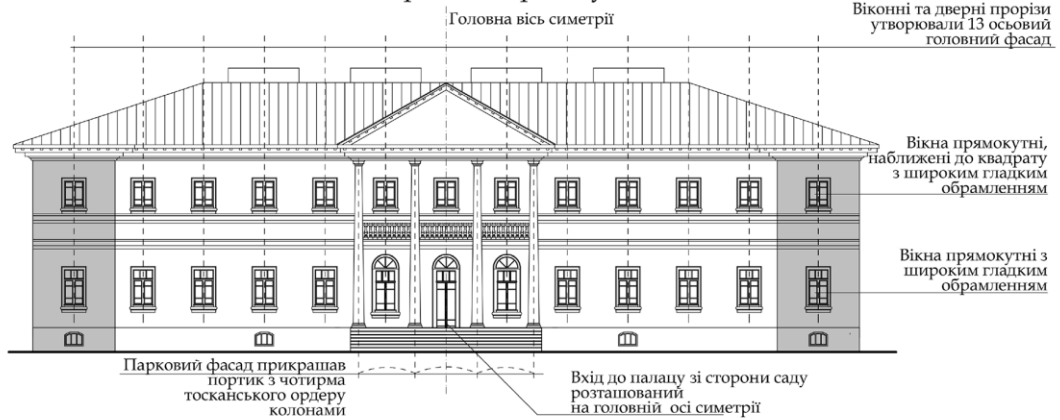 Головна вісь симетрії
Віконні та дверні прорізи
утворювали 13 осьовий
головний фасад
Вікна прямокутні,
наближені до квадрату
з широким гладким
обрамленням
Вікна прямокутні з
широким гладким
обрамленням
Парковий фасад прикрашав
портик з чотирма
тосканського ордеру
колонами
Вхід до палацу зі сторони саду
розташований
на головній осі симетрії